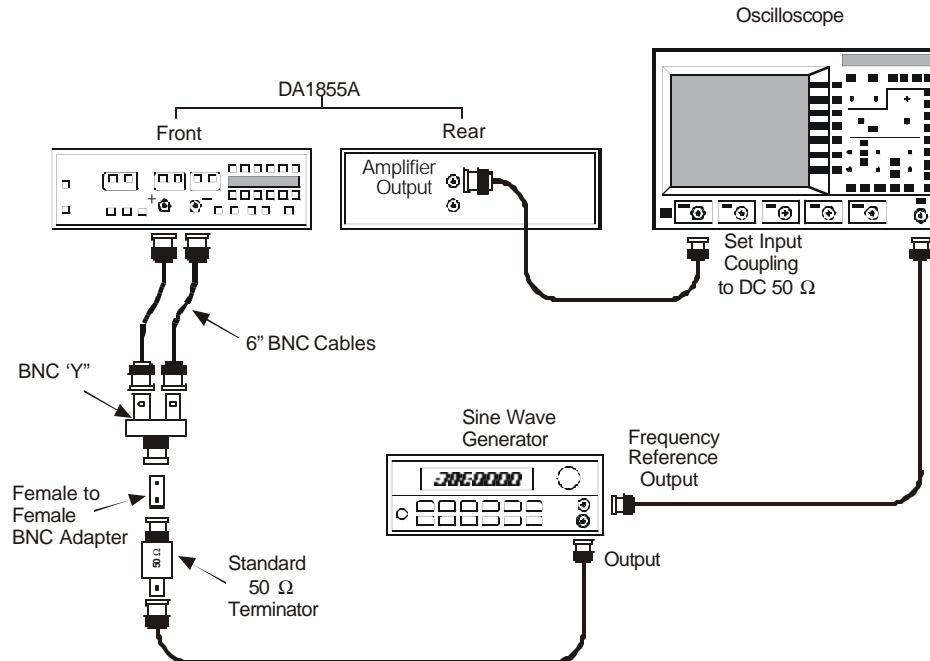 Oscilloscope
DA1855A
Front
Rear
Amplifier
Output
+
−
Set Input
Coupling
to DC 50 Ω
6” BNC Cables
BNC ‘Y”
Sine Wave
Generator
Frequency
Reference
Output
Female to
Female
BNC Adapter
50 Ω
Standard
50 Ω
Terminator
Output